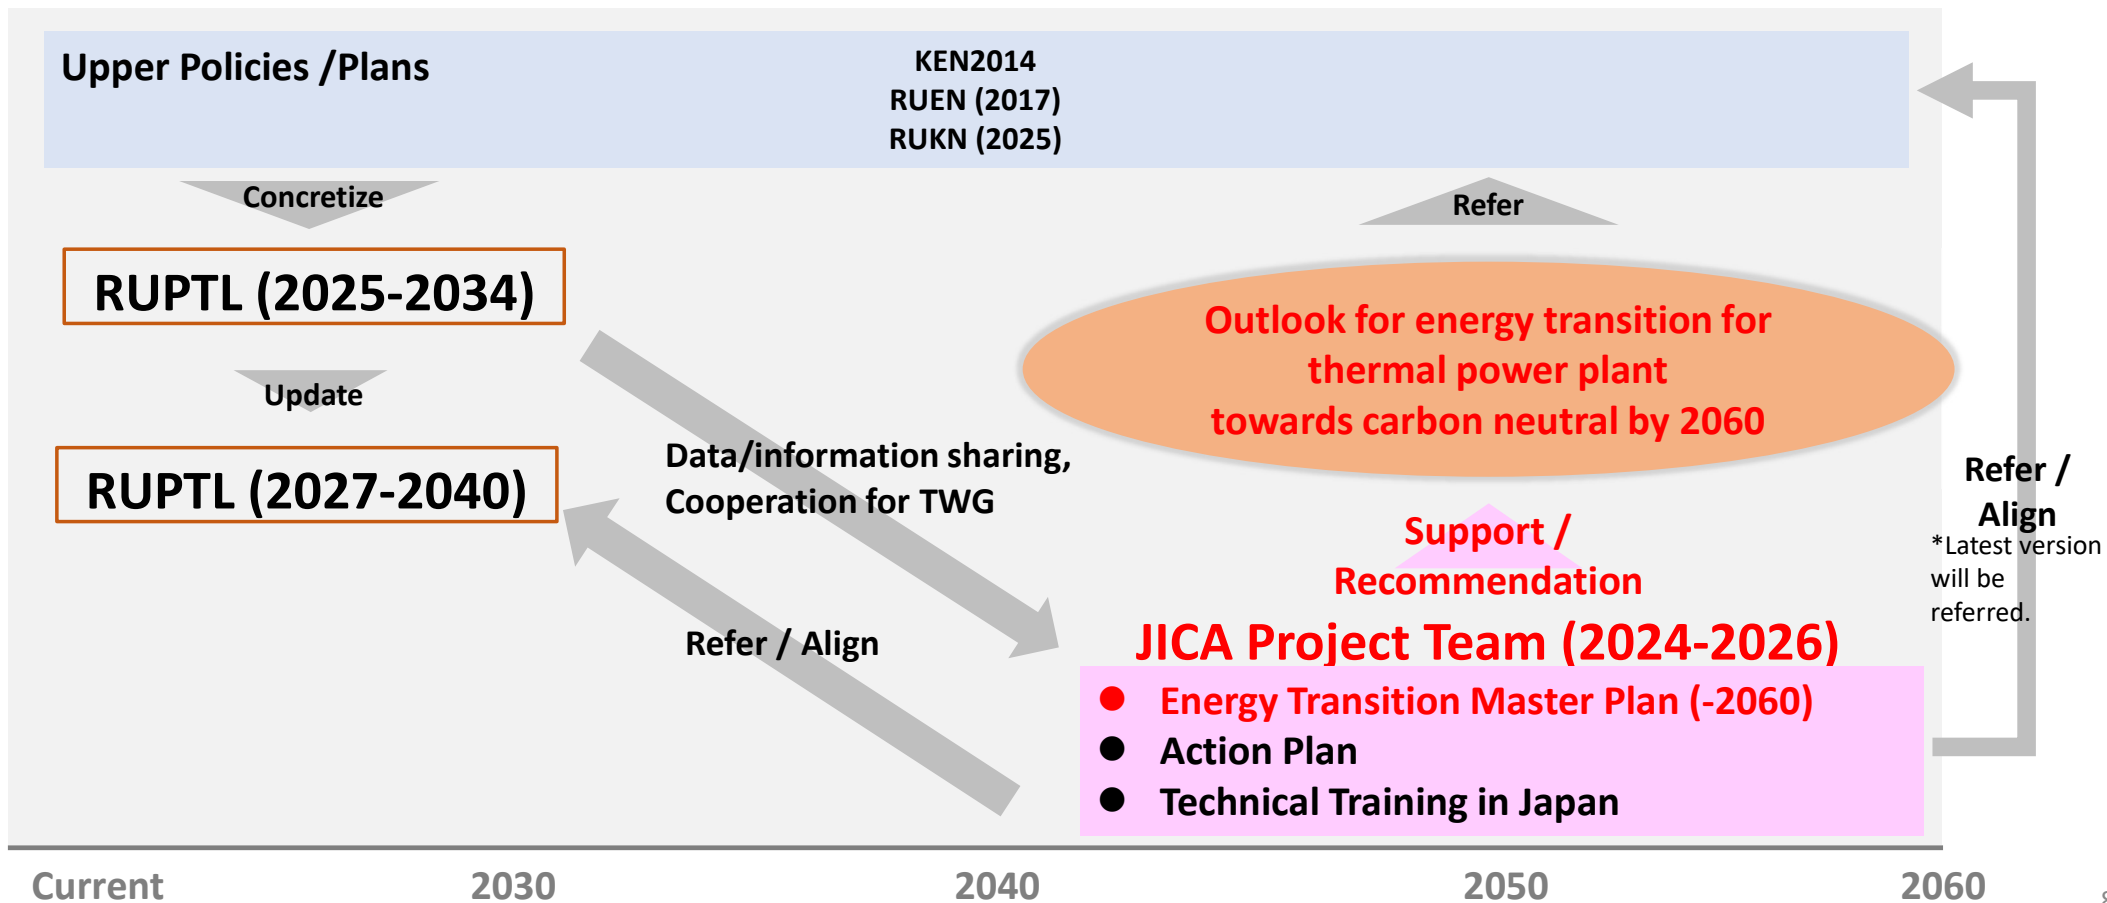 Upper Policies /Plans
KEN2014
RUEN (2017)
RUKN (2025)
Concretize
Refer
RUPTL (2025-2034)
Outlook for energy transition for
thermal power plant
towards carbon neutral by 2060
Update
RUPTL (2027-2040)
Data/information sharing,
Cooperation for TWG
Refer /
Align
*Latest version
will be
referred.
Support /
Recommendation
Refer / Align
JICA Project Team (2024-2026)
● Energy Transition Master Plan (-2060)
● Action Plan
● Technical Training in Japan
Current
2030
2040
2050
2060